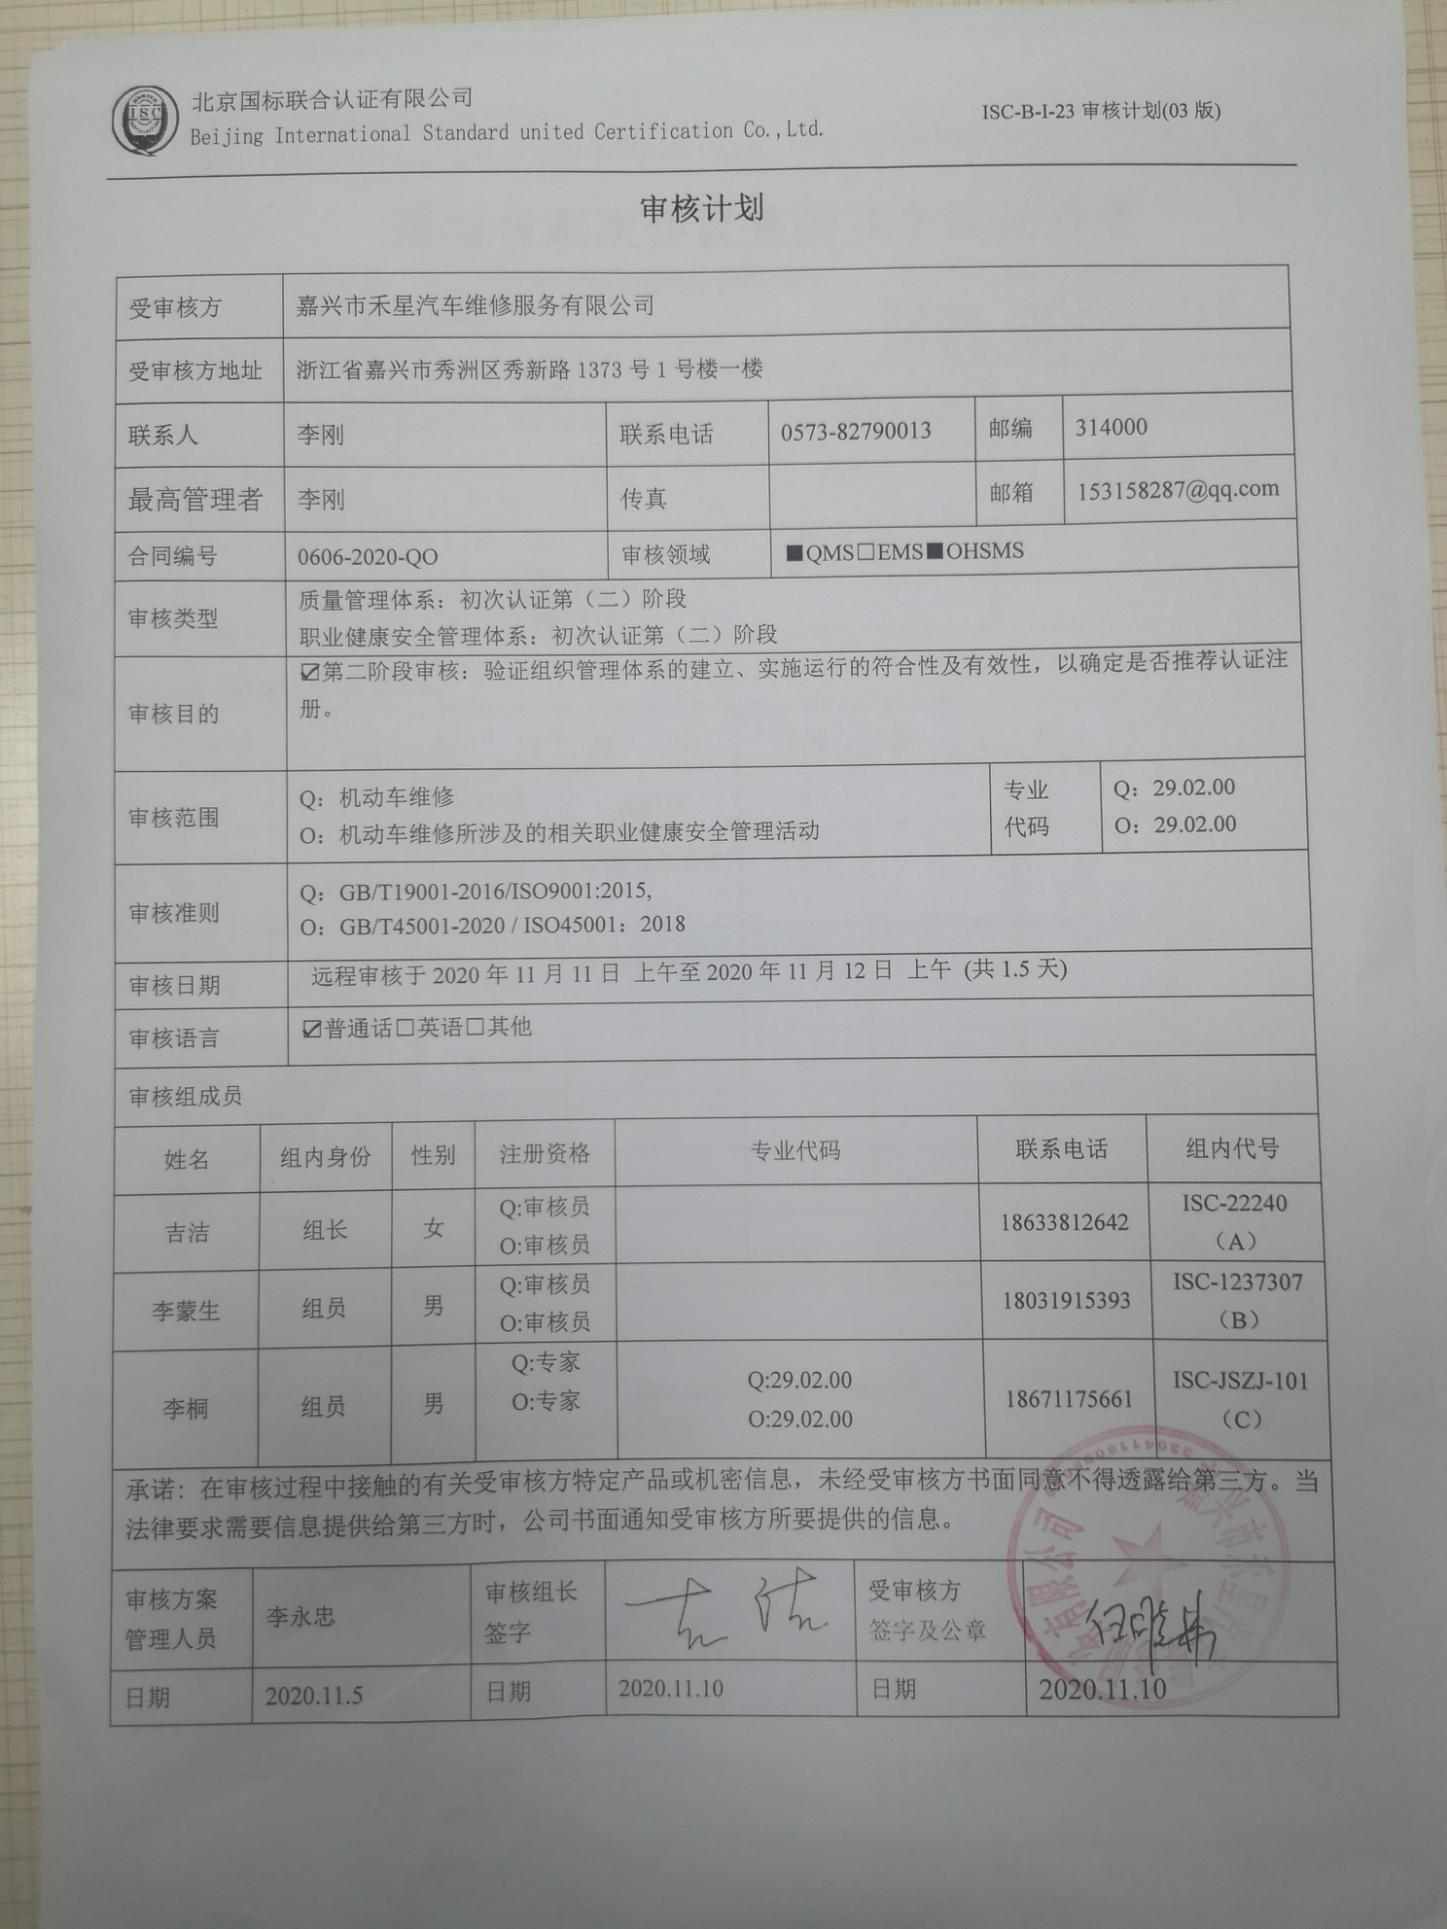 ISC
北京国标联合认证有限公司
Beijing International Standard united Certification Co.,Ltd.
ISC-B-I-23 审核计划(03 版)
审核计划
受审核方 嘉兴市禾星汽车维修服务有限公司
受审核方地址 浙江省嘉兴市秀洲区秀新路 1373 号 1 号楼一楼
联系人 李刚 联系电话 0573-82790013 邮编 314000
最高管理者 李刚 传真 邮箱 153158287@qq.com
合同编号 0606-2020-QO 审核领域 ■QMS□EMS■OHSMS
审核类型
质量管理体系：初次认证第（二）阶段
职业健康安全管理体系：初次认证第（二）阶段
审核目的
☑第二阶段审核：验证组织管理体系的建立、实施运行的符合性及有效性，以确定是否推荐认证注
册。
审核范围
Q：机动车维修
O：机动车维修所涉及的相关职业健康安全管理活动
专业
代码
Q：29.02.00
O：29.02.00
审核准则
Q：GB/T19001-2016/ISO9001:2015,
O：GB/T45001-2020 / ISO45001：2018
审核日期 远程审核于 2020 年 11 月 11 日 上午至 2020 年 11 月 12 日 上午 (共 1.5 天)
审核语言 ☑普通话□英语□其他
审核组成员
姓名 组内身份 性别 注册资格 专业代码 联系电话 组内代号
吉洁 组长 女
Q:审核员
O:审核员
18633812642
ISC-22240
（A）
李蒙生 组员 男
Q:审核员
O:审核员
18031915393
ISC-1237307
（B）
李桐 组员 男
Q:专家
O:专家
Q:29.02.00
O:29.02.00
18671175661
ISC-JSZJ-101
（C）
承诺：在审核过程中接触的有关受审核方特定产品或机密信息，未经受审核方书面同意不得透露给第三方。当
法律要求需要信息提供给第三方时，公司书面通知受审核方所要提供的信息。
审核方案
管理人员
李永忠
审核组长
签字
吉洁
受审核方
签字及公章
日期 2020.11.5 日期 2020.11.10 日期 2020.11.10